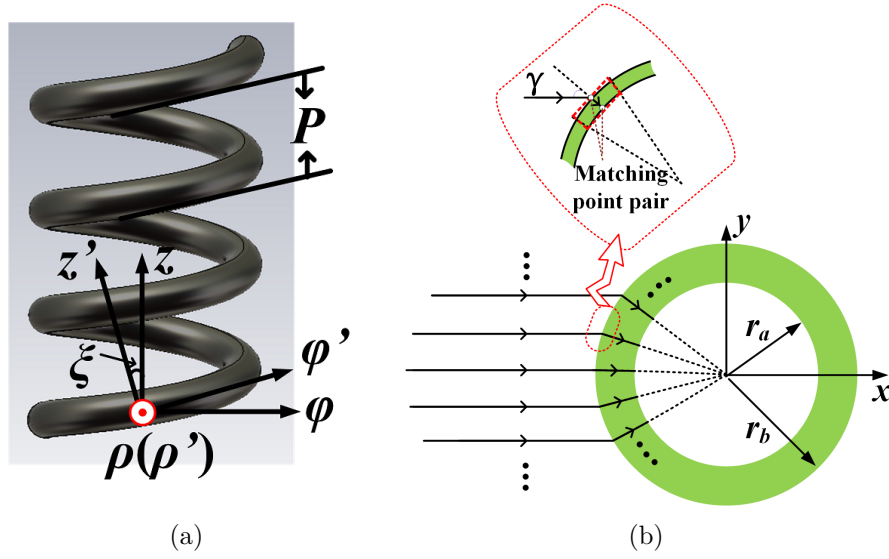 P
z'
z
ξ
φ'
φ
ρ(ρ')
(a)
γ
Matching
point pair
y
r_a
x
r_b
(b)